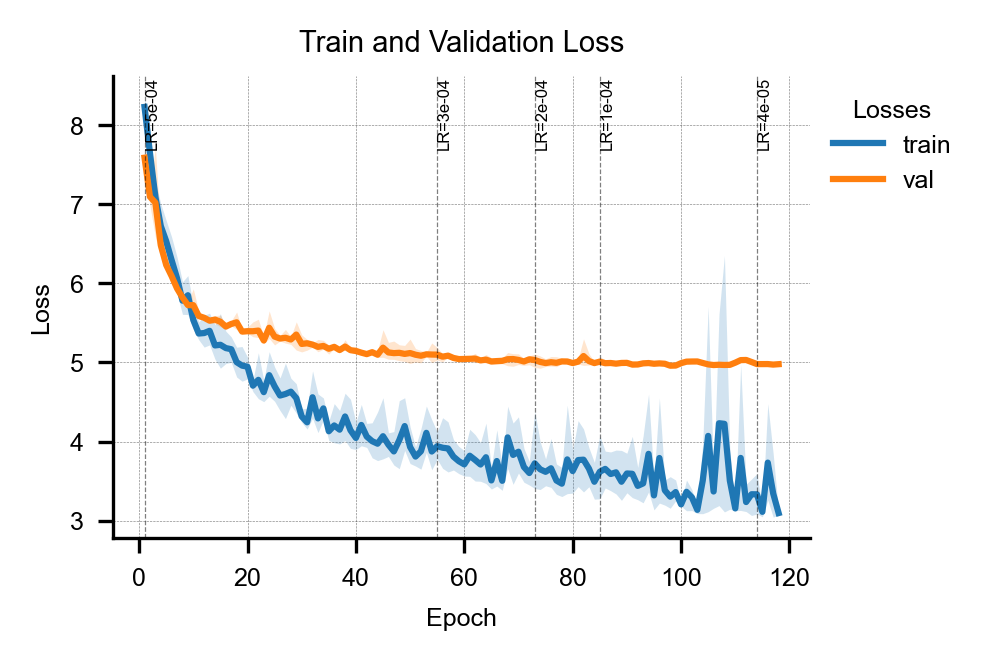 Train and Validation Loss
LR=5e-04
LR=3e-04
LR=2e-04
LR=1e-04
LR=4e-05
Losses
train
val
8
7
6
5
4
3
Loss
0 20 40 60 80 100 120
Epoch